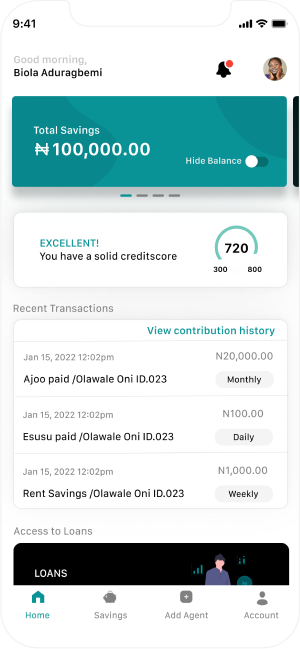 9:41
Good morning,
Biola Aduragbemi
Total Savings
₦100,000.00
Hide Balance
EXCELLENT!
You have a solid creditscore
720
300 800
Recent Transactions
View contribution history
Jan 15, 2022 12:02pm
N20,000.00
Ajoo paid /Olawale Oni ID.023
Monthly
Jan 15, 2022 12:02pm
N100.00
Esusu paid /Olawale Oni ID.023
Daily
Jan 15, 2022 12:02pm
N1,000.00
Rent Savings /Olawale Oni ID.023
Weekly
Access to Loans
LOANS
Home Savings Add Agent Account